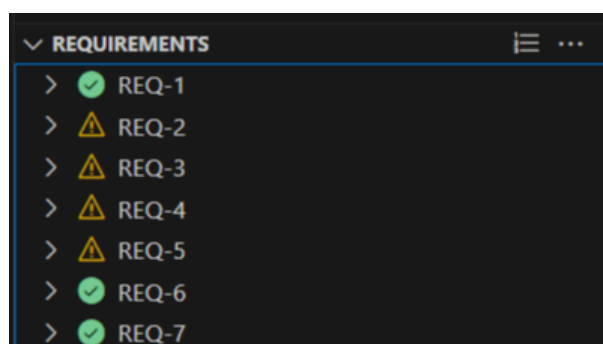 REQUIREMENTS
REQ-1
REQ-2
REQ-3
REQ-4
REQ-5
REQ-6
REQ-7